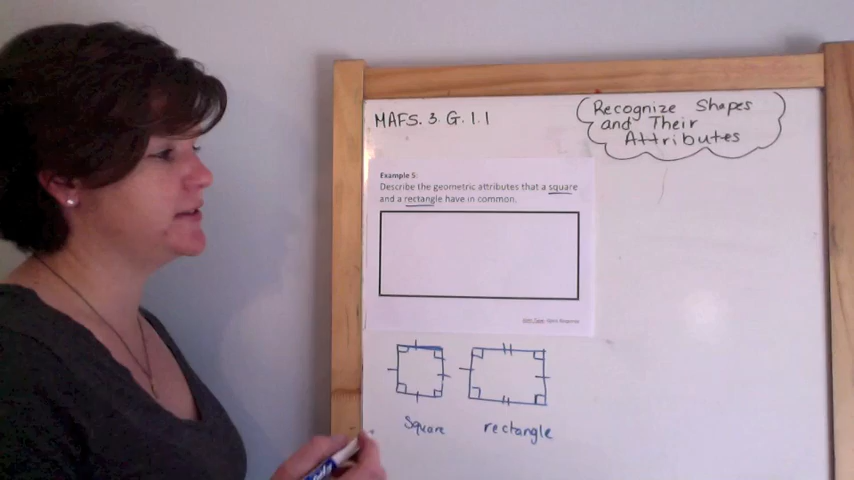 MAFS. 3. G. 1. 1
Recognize Shapes
and Their
Attributes
Example 5:
Describe the geometric attributes that a square
and a rectangle have in common.
Square
rectangle